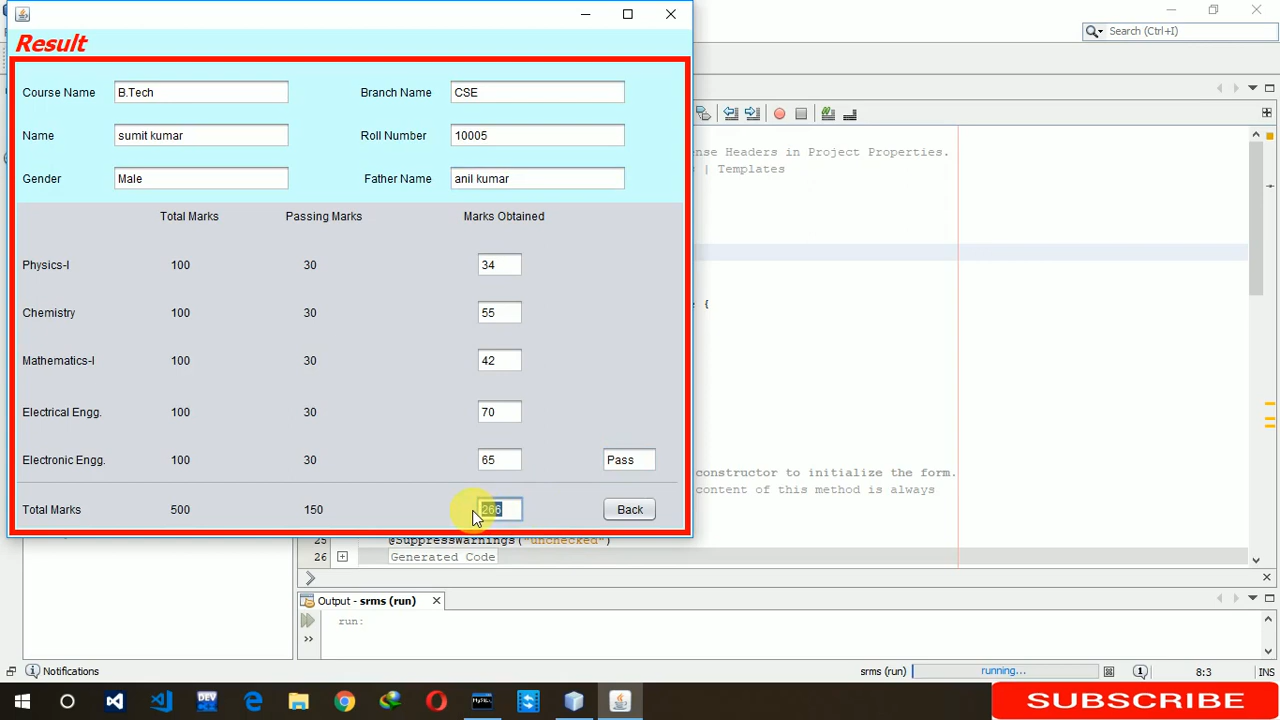 Result
Search (Ctrl+I)
Course Name B.Tech Branch Name CSE
Name sumit kumar Roll Number 10005
Gender Male Father Name anil kumar
Total Marks Passing Marks Marks Obtained
Physics-I 100 30 34
Chemistry 100 30 55
Mathematics-I 100 30 42
Electrical Engg. 100 30 70
Electronic Engg. 100 30 65 Pass
Total Marks 500 150 266 Back
nse Headers in Project Properties.
| Templates
{
constructor to initialize the form.
content of this method is always
25 @SuppressWarnings("unchecked")
26 Generated Code
Output - srms (run)
run:
Notifications srms (run) running... 1 8:3 INS
DEV
SUBSCRIBE